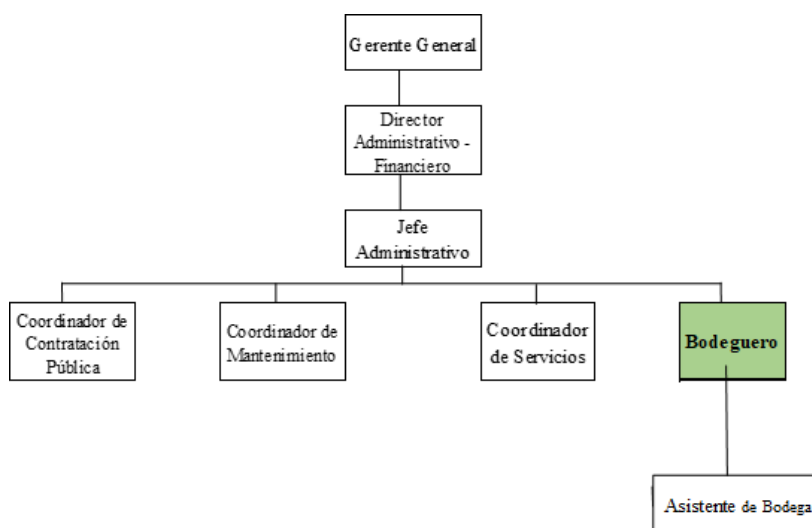 Gerente General
Director
Administrativo -
Financiero
Jefe
Administrativo
Coordinador de
Contratación
Pública
Coordinador de
Mantenimiento
Coordinador
de Servicios
Bodeguero
Asistente de Bodega